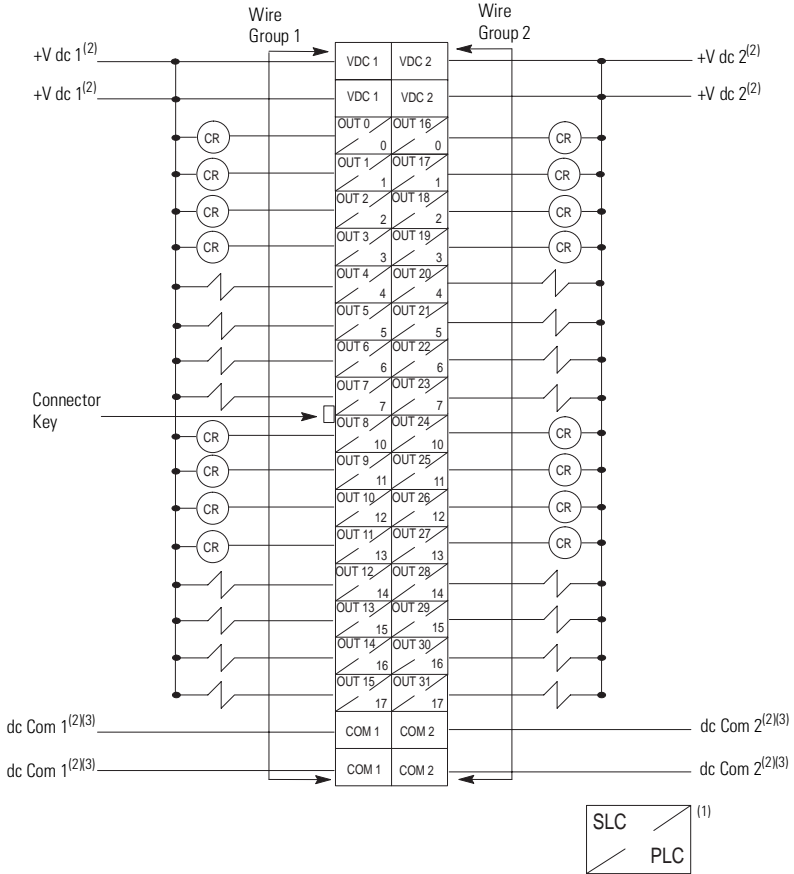 Wire Group 1
Wire Group 2
+V dc 1(2) VDC 1 VDC 2 +V dc 2(2)
+V dc 1(2) VDC 1 VDC 2 +V dc 2(2)
CR OUT 0 0 OUT 16 0 CR
CR OUT 1 1 OUT 17 1 CR
CR OUT 2 2 OUT 18 2 CR
CR OUT 3 3 OUT 19 3 CR
OUT 4 4 OUT 20 4
OUT 5 5 OUT 21 5
OUT 6 6 OUT 22 6
OUT 7 7 OUT 23 7
Connector Key
CR OUT 8 10 OUT 24 10 CR
CR OUT 9 11 OUT 25 11 CR
CR OUT 10 12 OUT 26 12 CR
CR OUT 11 13 OUT 27 13 CR
OUT 12 14 OUT 28 14
OUT 13 15 OUT 29 15
OUT 14 16 OUT 30 16
OUT 15 17 OUT 31 17
dc Com 1(2)(3) COM 1 COM 2 dc Com 2(2)(3)
dc Com 1(2)(3) COM 1 COM 2 dc Com 2(2)(3)
SLC PLC (1)